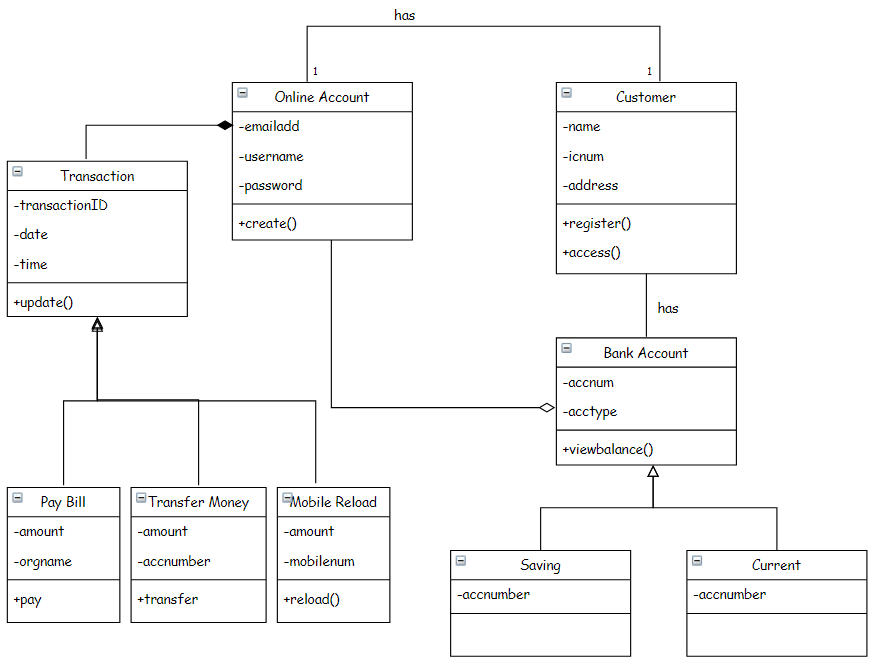 has
1
1
Online Account
-emailadd
-username
-password
+create()
Customer
-name
-icnum
-address
+register()
+access()
Transaction
-transactionID
-date
-time
+update()
has
Bank Account
-accnum
-acctype
+viewbalance()
Pay Bill
-amount
-orgname
+pay
Transfer Money
-amount
-accnumber
+transfer
Mobile Reload
-amount
-mobilenum
+reload()
Saving
-accnumber
Current
-accnumber